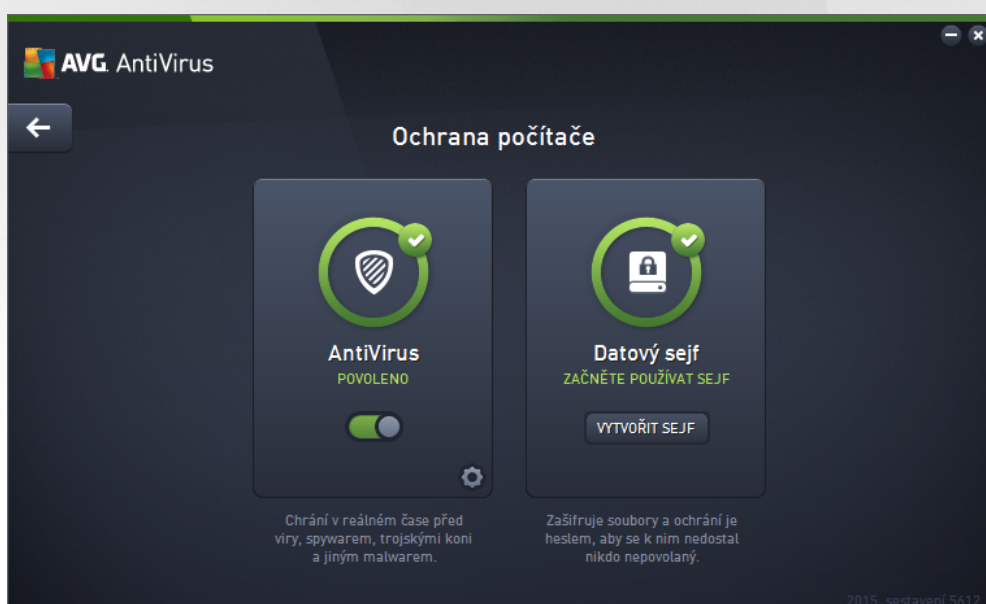 AVG. AntiVirus
Ochrana počítače
AntiVirus
POVOLENO
Chrání v reálném čase před
viry, spywarem, trojskými koni
a jiným malwarem.
Datový sejf
ZAČNĚTE POUŽÍVAT SEJF
VYTVOŘIT SEJF
Zašifruje soubory a ochrání je
heslem, aby se k nim nedostal
nikdo nepovolaný.
2015, sestavení 5612